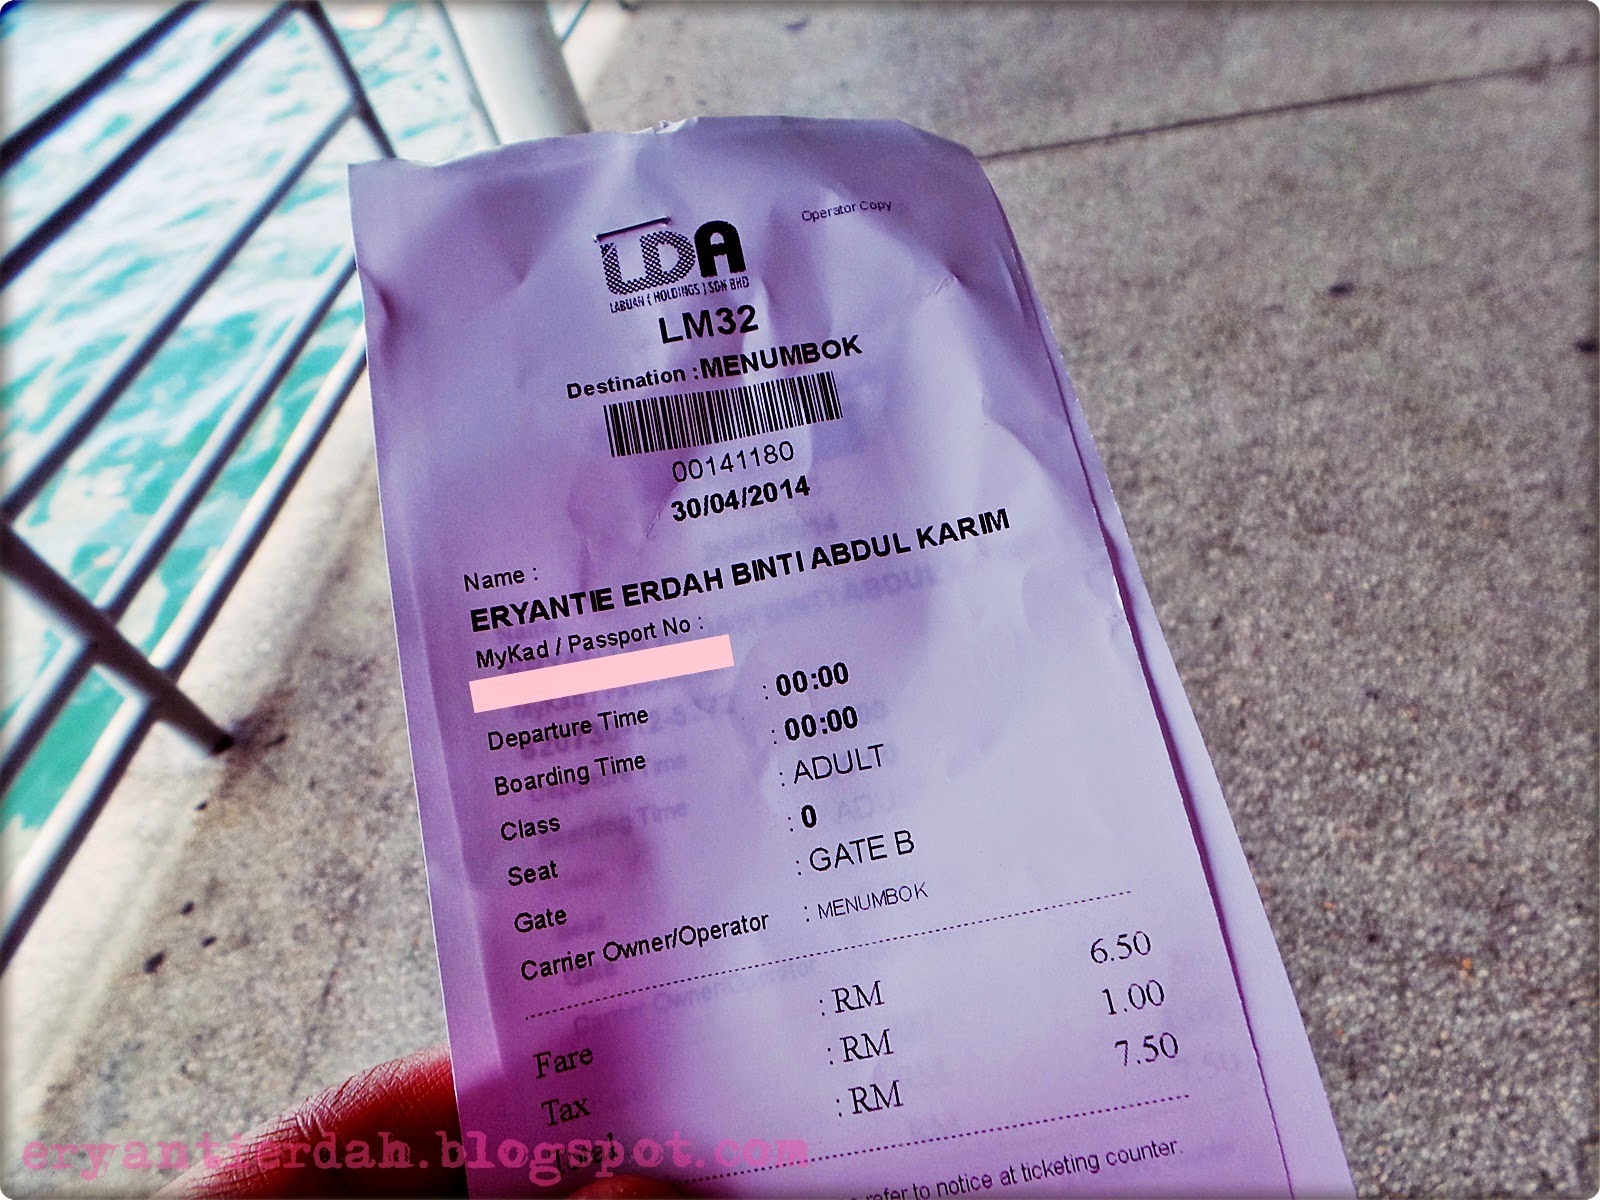 Operator Copy
LDA
LABUAN ( HOLDINGS ) SDN BHD
LM32
Destination : MENUMBOK
00141180
30/04/2014
Name :
ERYANTIE ERDAH BINTI ABDUL KARIM
MyKad / Passport No :
Departure Time : 00:00
Boarding Time : 00:00
Class : ADULT
Seat : 0
Gate : GATE B
Carrier Owner/Operator : MENUMBOK
Fare : RM 6.50
Tax : RM 1.00
: RM 7.50
refer to notice at ticketing counter.
eryantierdah.blogspot.com